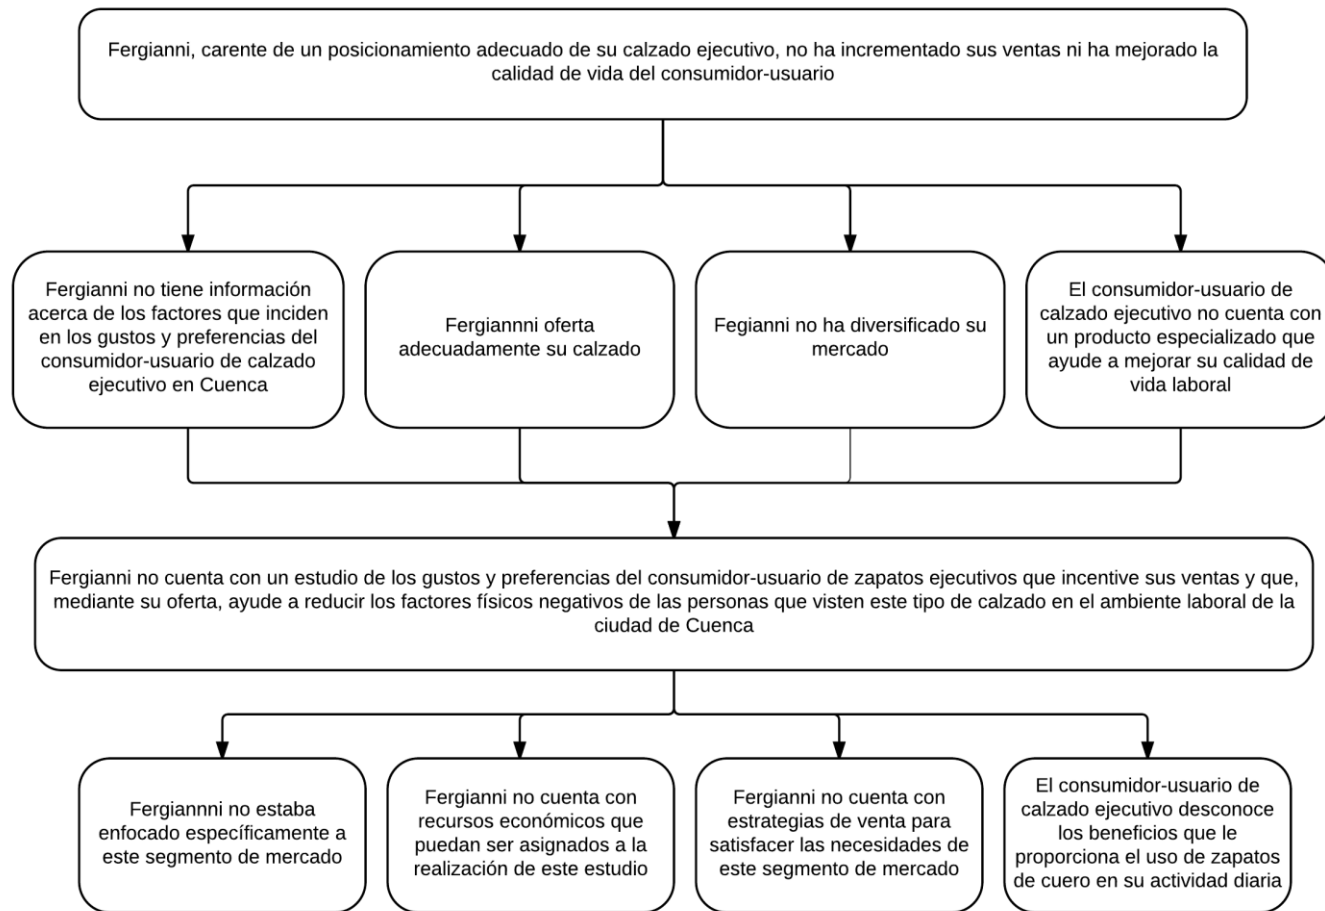 Fergianni, carente de un posicionamiento adecuado de su calzado ejecutivo, no ha incrementado sus ventas ni ha mejorado la
calidad de vida del consumidor-usuario
Fergianni no tiene información
acerca de los factores que inciden
en los gustos y preferencias del
consumidor-usuario de calzado
ejecutivo en Cuenca
Fergiannni oferta
adecuadamente su calzado
Fegianni no ha diversificado su
mercado
El consumidor-usuario de
calzado ejecutivo no cuenta con
un producto especializado que
ayude a mejorar su calidad de
vida laboral
Fergianni no cuenta con un estudio de los gustos y preferencias del consumidor-usuario de zapatos ejecutivos que incentive sus ventas y que,
mediante su oferta, ayude a reducir los factores físicos negativos de las personas que visten este tipo de calzado en el ambiente laboral de la
ciudad de Cuenca
Fergiannni no estaba
enfocado específicamente a
este segmento de mercado
Fergianni no cuenta con
recursos económicos que
puedan ser asignados a la
realización de este estudio
Fergianni no cuenta con
estrategias de venta para
satisfacer las necesidades de
este segmento de mercado
El consumidor-usuario de
calzado ejecutivo desconoce
los beneficios que le
proporciona el uso de zapatos
de cuero en su actividad diaria